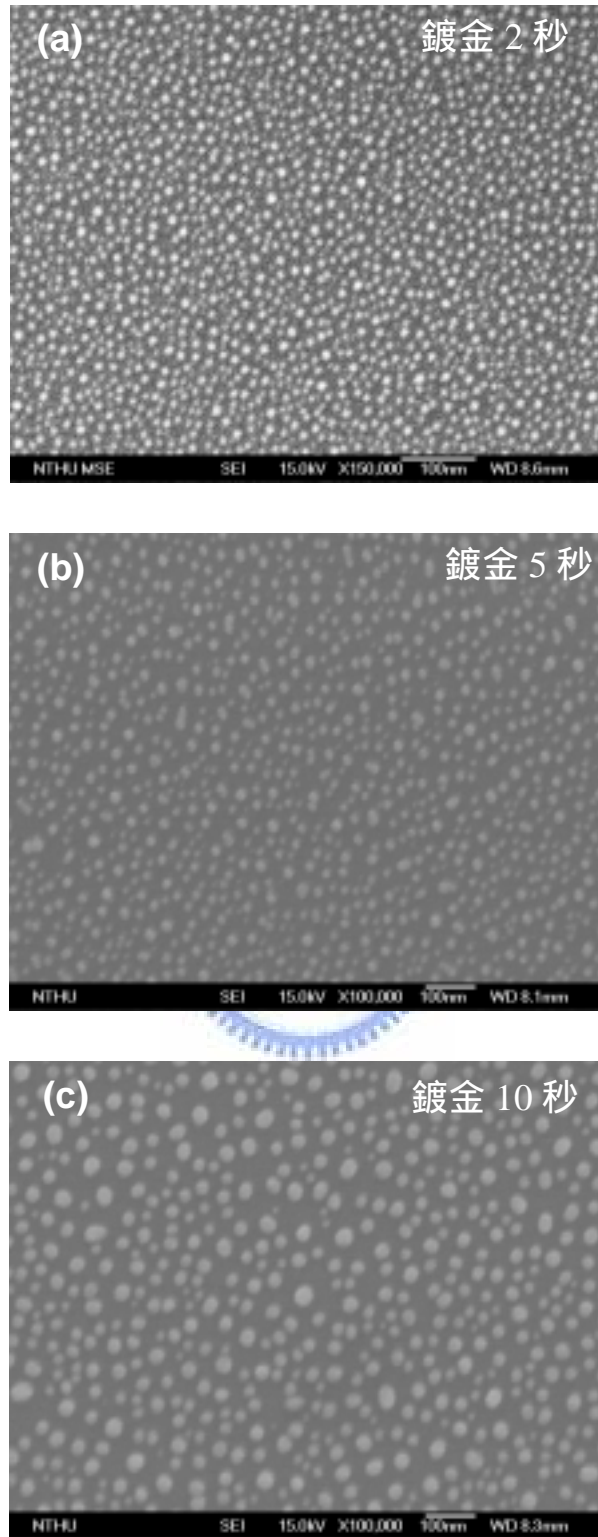 (a) 鍍金 2 秒
NTHU MSE SEI 15.0kV X150,000 100nm WD 8.6mm
(b) 鍍金 5 秒
NTHU SEI 15.0kV X100,000 100nm WD 8.1mm
(c) 鍍金 10 秒
NTHU SEI 15.0kV X100,000 100nm WD 8.3mm